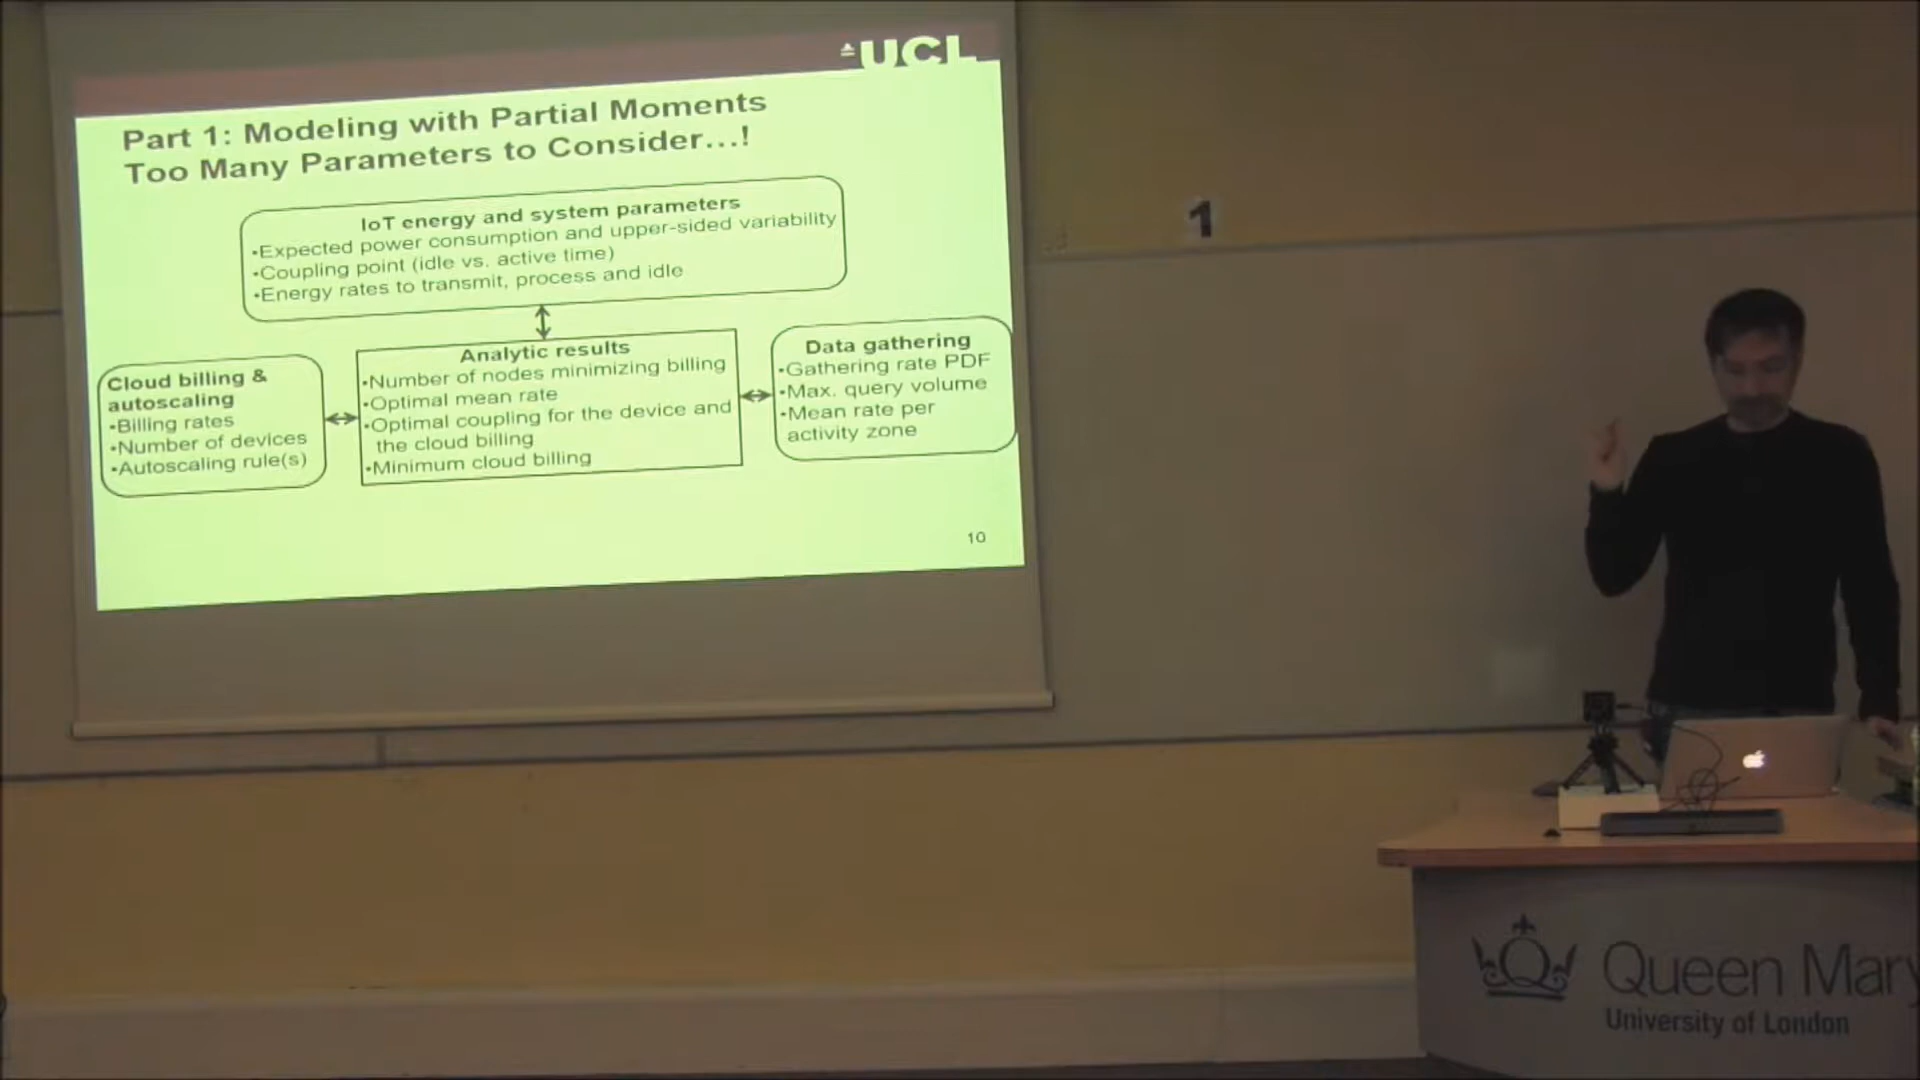 UCL
Part 1: Modeling with Partial Moments
Too Many Parameters to Consider...!
IoT energy and system parameters
•Expected power consumption and upper-sided variability
•Coupling point (idle vs. active time)
•Energy rates to transmit, process and idle
Cloud billing &
autoscaling
•Billing rates
•Number of devices
•Autoscaling rule(s)
Analytic results
•Number of nodes minimizing billing
•Optimal mean rate
•Optimal coupling for the device and
the cloud billing
•Minimum cloud billing
Data gathering
•Gathering rate PDF
•Max. query volume
•Mean rate per
activity zone
10
1
Queen Mary
University of London